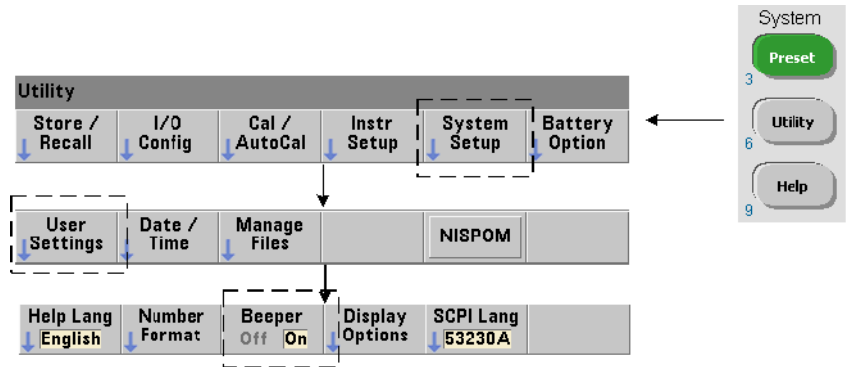 System
Preset
3
Utility
Store / I/O Cal / Instr System Battery
Recall Config AutoCal Setup Setup Option
Utility
6
Help
9
User Date / Manage
Settings Time Files NISPOM
Help Lang Number Beeper Display SCPI Lang
English Format Off On Options 53230A